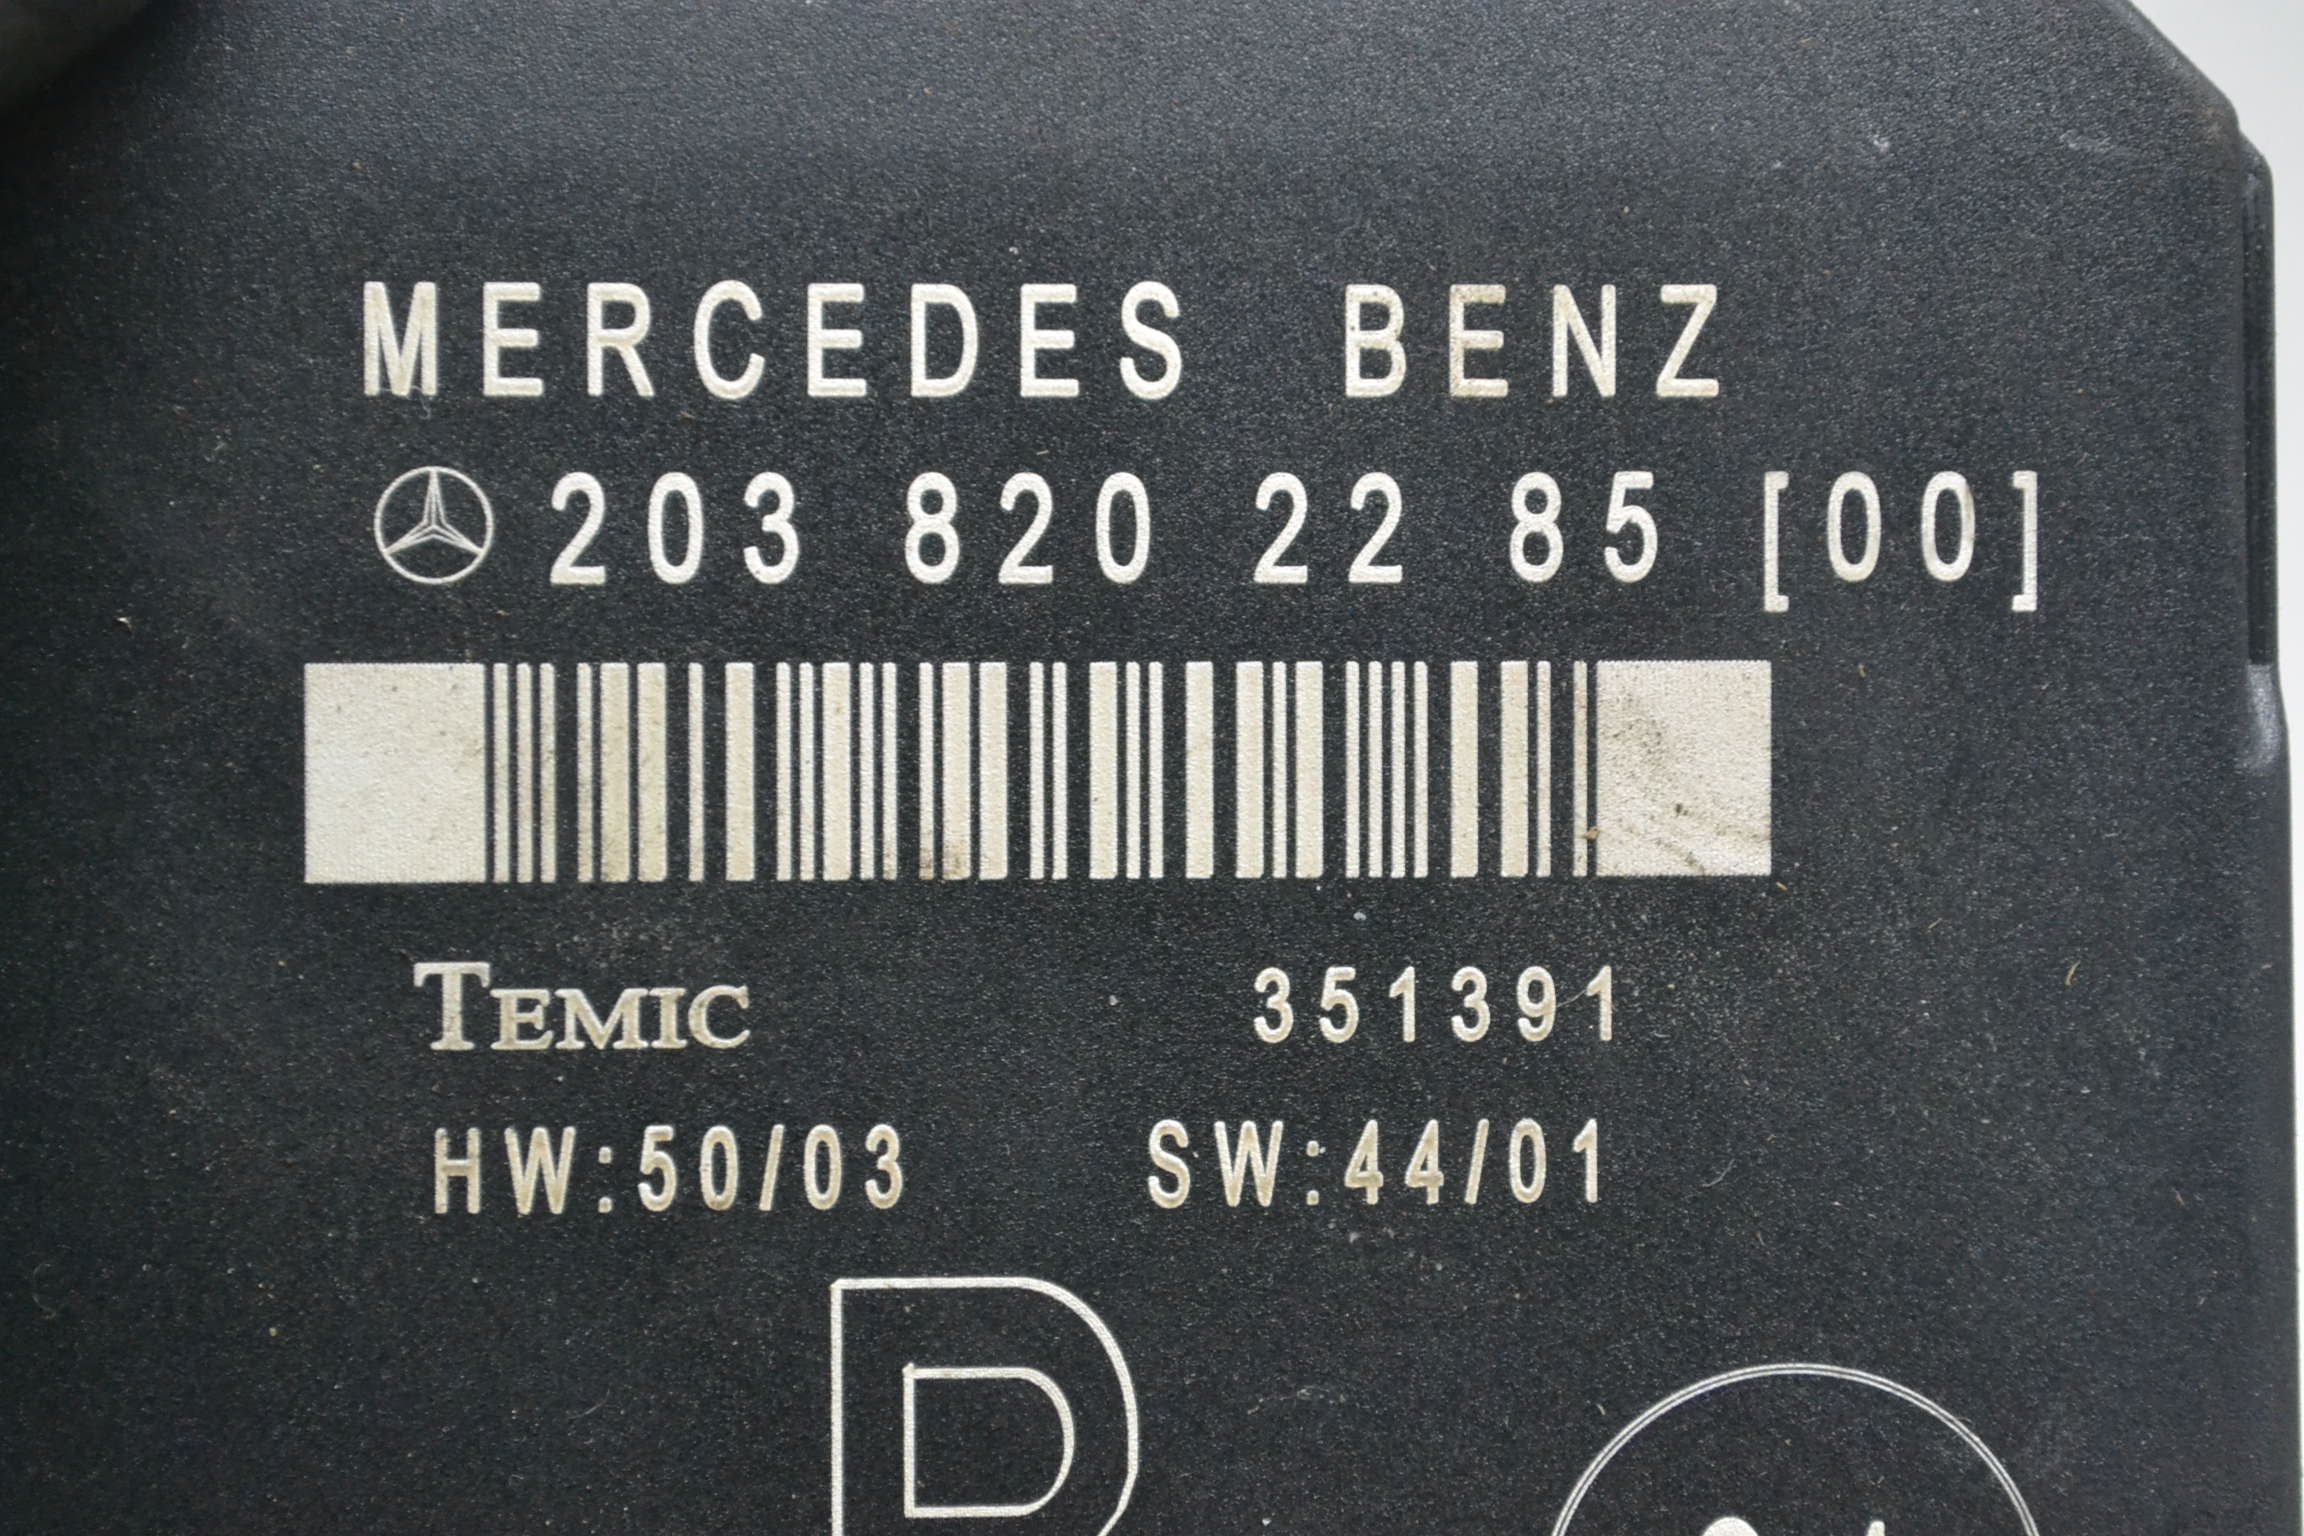 MERCEDES BENZ
203 820 22 85 [00]
TEMIC 351391
HW:50/03 SW:44/01